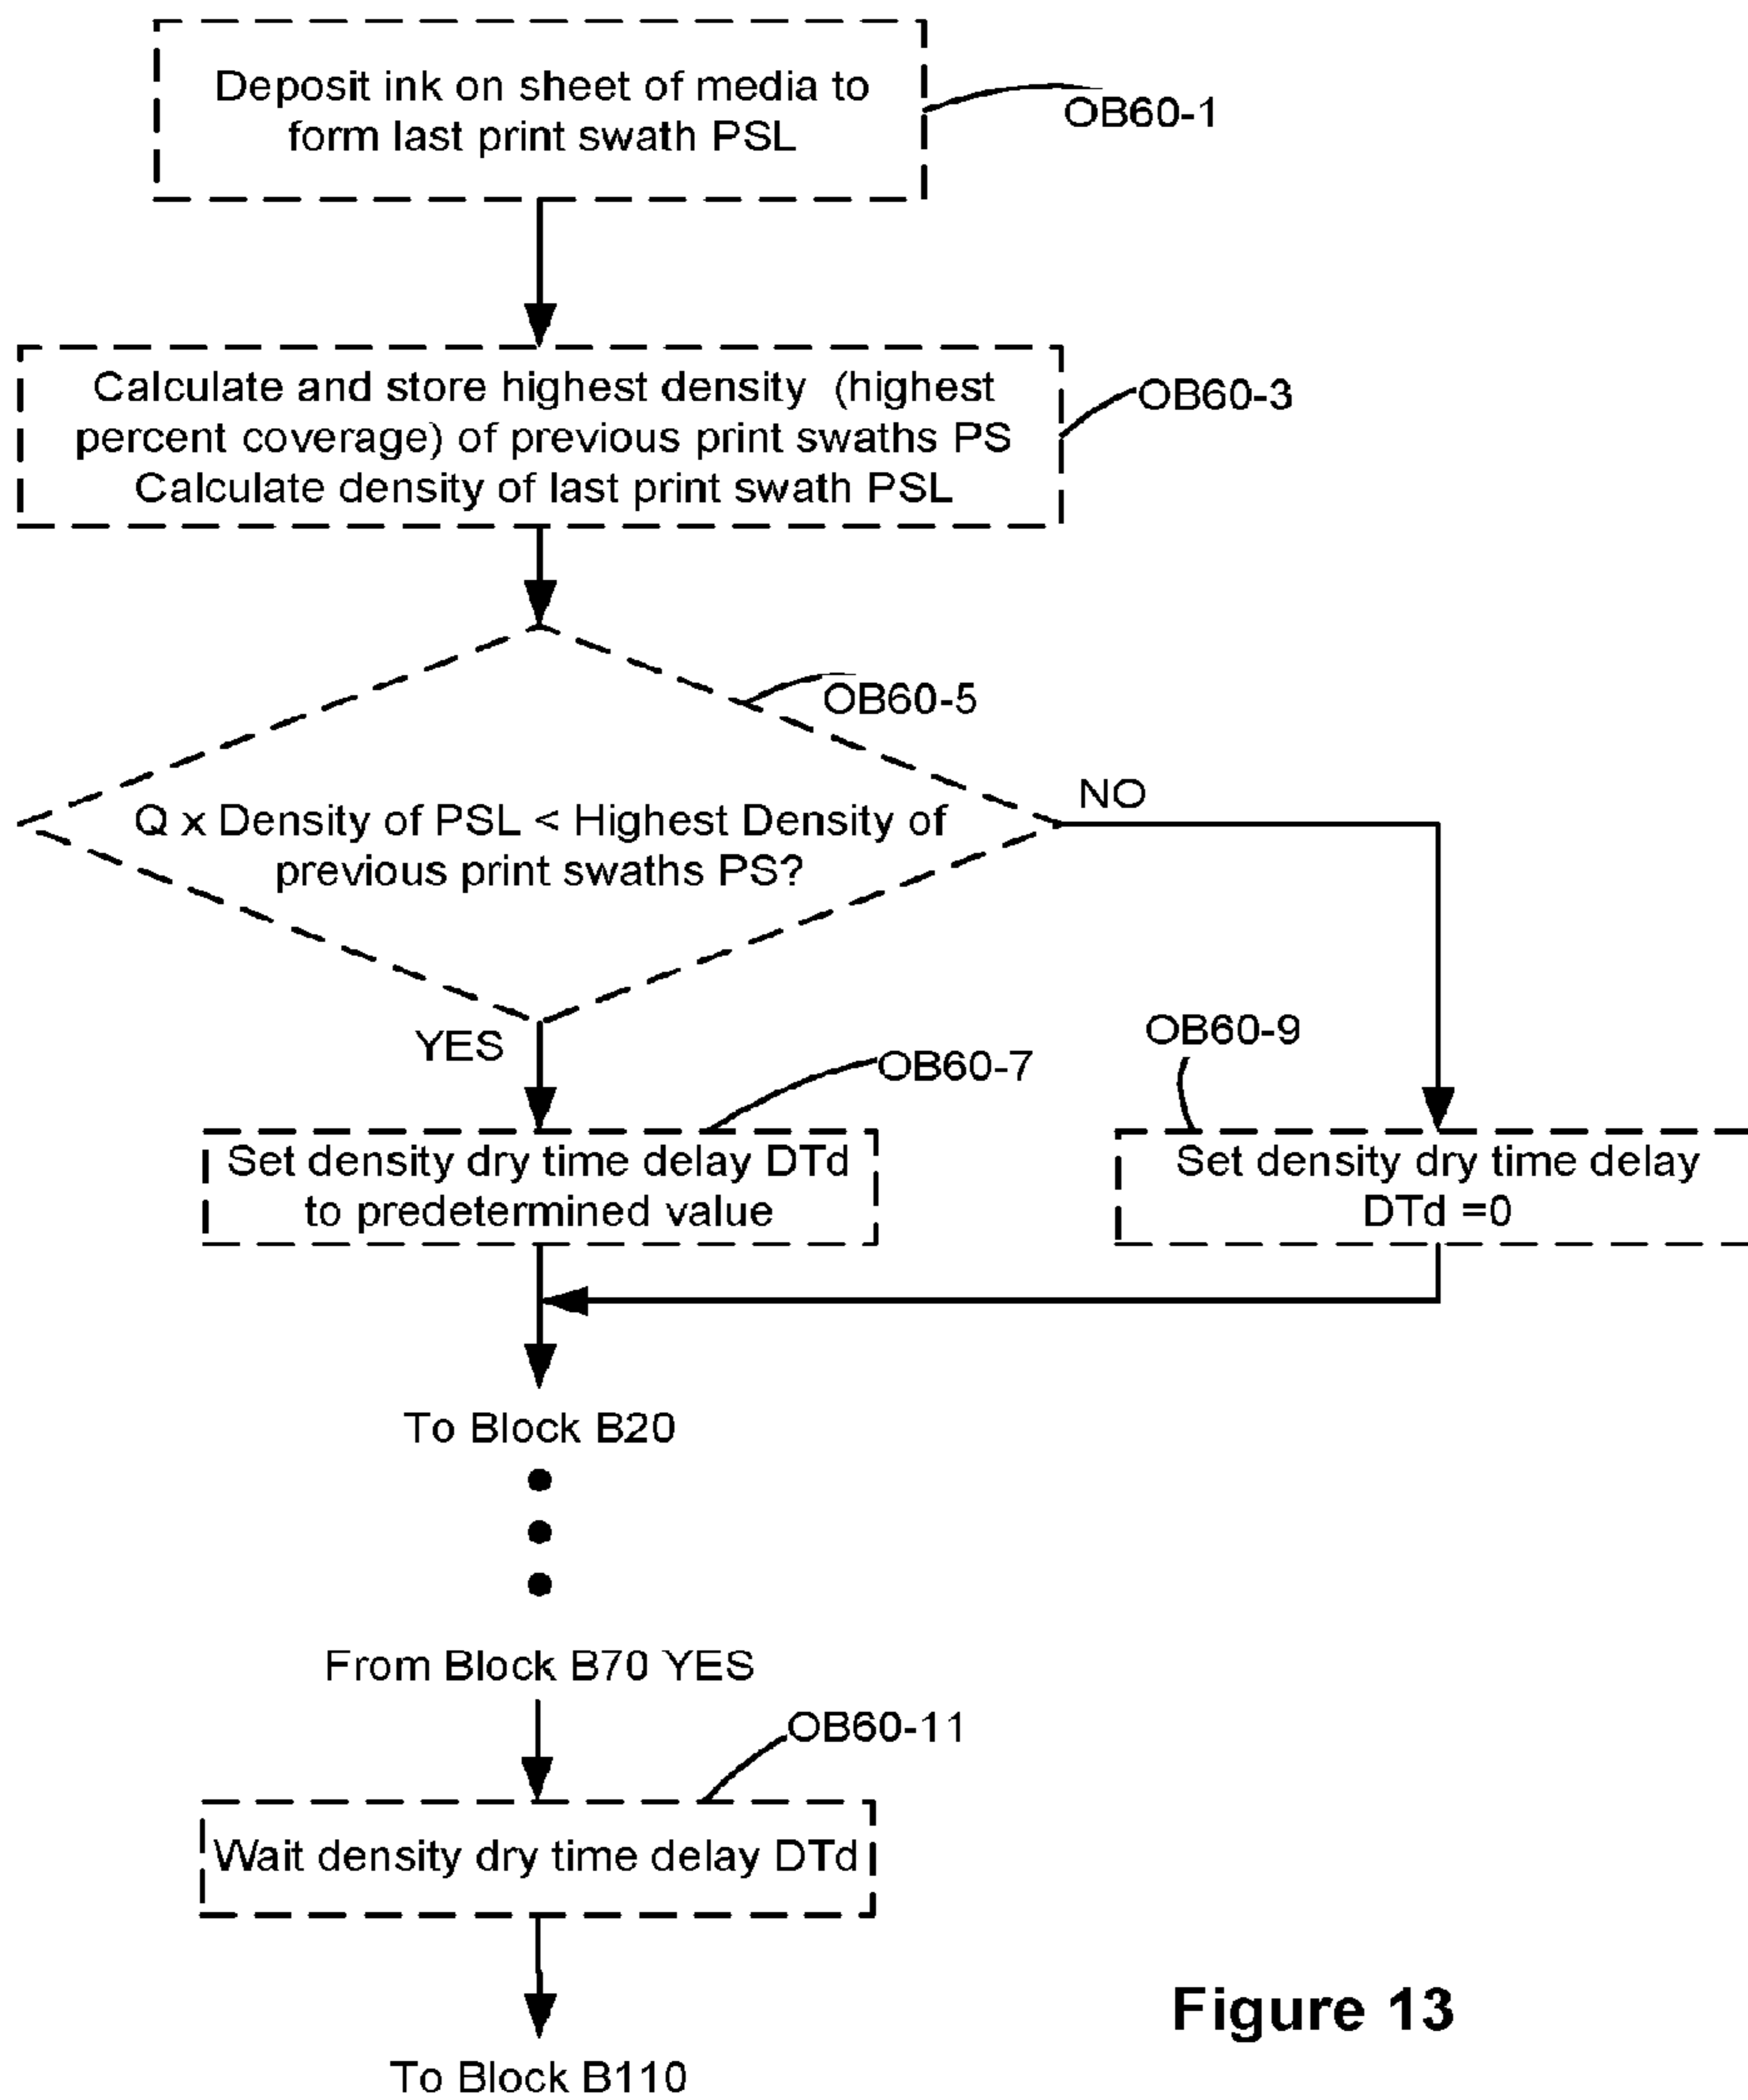 Deposit ink on sheet of media to
form last print swath PSL
OB60-1
Calculate and store highest density (highest
percent coverage) of previous print swaths PS
Calculate density of last print swath PSL
OB60-3
OB60-5
Q x Density of PSL < Highest Density of
previous print swaths PS?
NO
YES
OB60-7
Set density dry time delay DTd
to predetermined value
OB60-9
Set density dry time delay
DTd =0
To Block B20
From Block B70 YES
OB60-11
Wait density dry time delay DTd
To Block B110
Figure 13